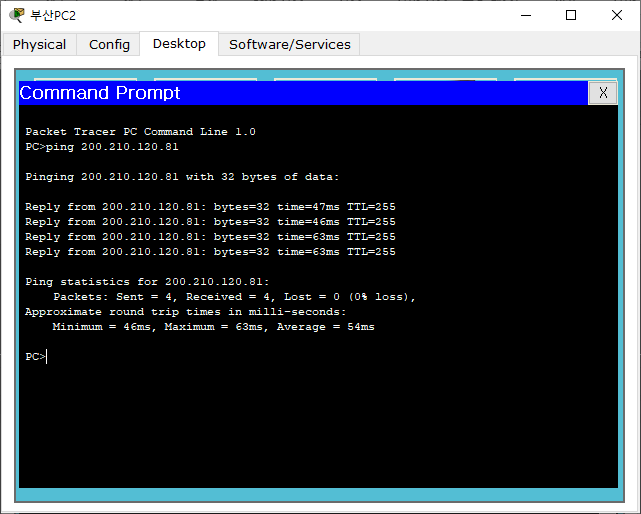 부산PC2
Physical Config Desktop Software/Services
Command Prompt X
Packet Tracer PC Command Line 1.0
PC>ping 200.210.120.81
Pinging 200.210.120.81 with 32 bytes of data:
Reply from 200.210.120.81: bytes=32 time=47ms TTL=255
Reply from 200.210.120.81: bytes=32 time=46ms TTL=255
Reply from 200.210.120.81: bytes=32 time=63ms TTL=255
Reply from 200.210.120.81: bytes=32 time=63ms TTL=255
Ping statistics for 200.210.120.81:
Packets: Sent = 4, Received = 4, Lost = 0 (0% loss),
Approximate round trip times in milli-seconds:
Minimum = 46ms, Maximum = 63ms, Average = 54ms
PC>